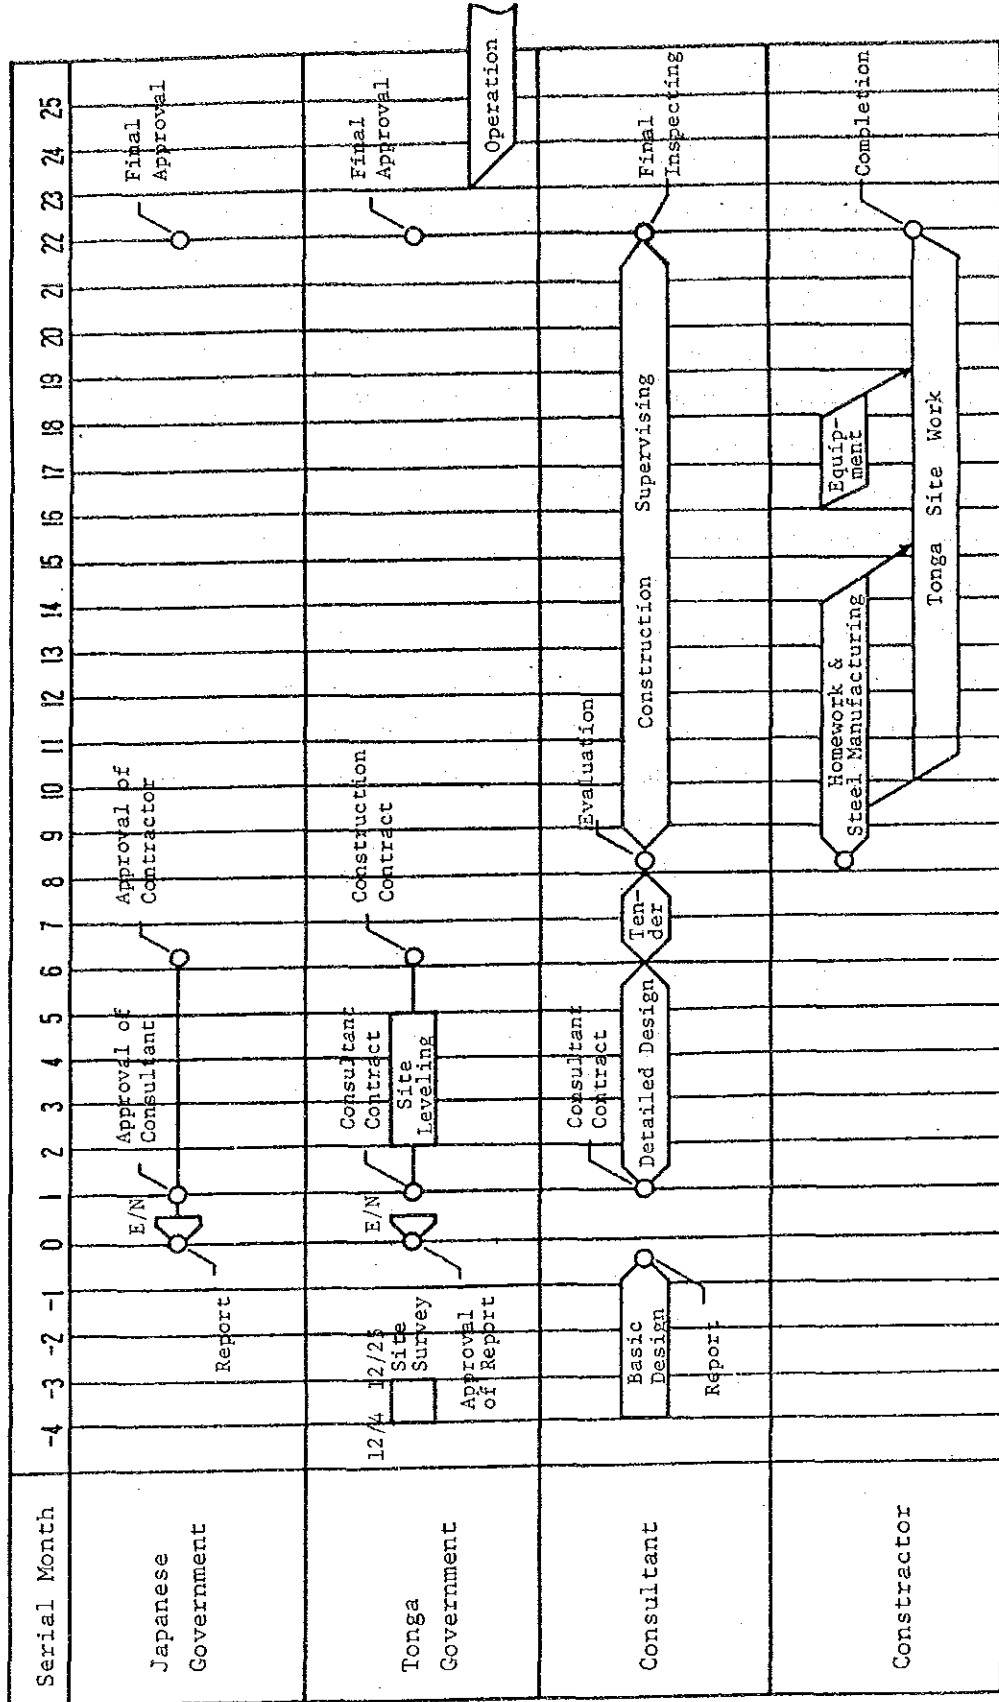 Serial Month -4 -3 -2 -1 0 1 2 3 4 5 6 7 8 9 10 11 12 13 14 15 16 17 18 19 20 21 22 23 24 25
Japanese
Government
Report
E/N
Approval of
Consultant
Approval of
Contractor
Final
Approval
Tonga
Government
12/4 12/25
Site
Survey
Approval
of Report
E/N
Consultant
Contract
Site
Leveling
Construction
Contract
Final
Approval
Operation
Consultant
Basic
Design
Report
Consultant
Contract
Detailed Design
Ten-
der
Evaluation
Construction Supervising
Final
Inspecting
Constractor
Homework &
Steel Manufacturing
Equip-
ment
Tonga Site Work
Completion